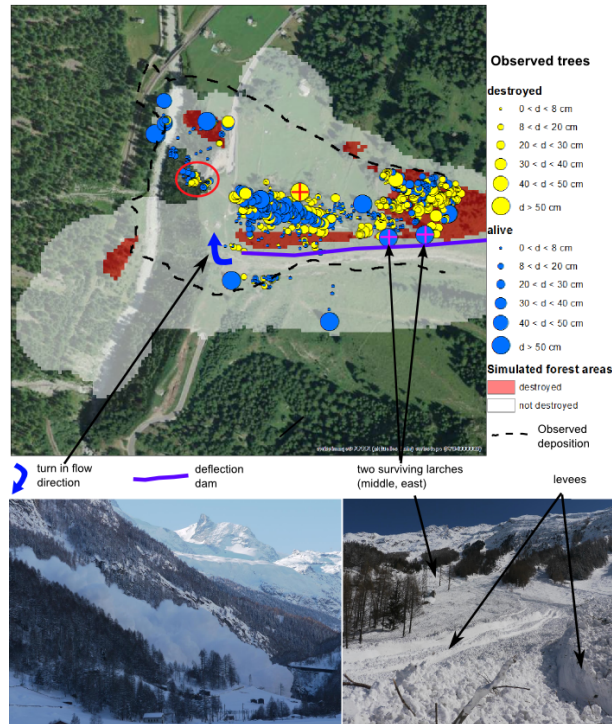 Observed trees
destroyed
0 < d < 8 cm
8 < d < 20 cm
20 < d < 30 cm
30 < d < 40 cm
40 < d < 50 cm
d > 50 cm
alive
0 < d < 8 cm
8 < d < 20 cm
20 < d < 30 cm
30 < d < 40 cm
40 < d < 50 cm
d > 50 cm
Simulated forest areas
destroyed
not destroyed
Observed
deposition
turn in flow
direction
deflection
dam
two surviving larches
(middle, east)
levees